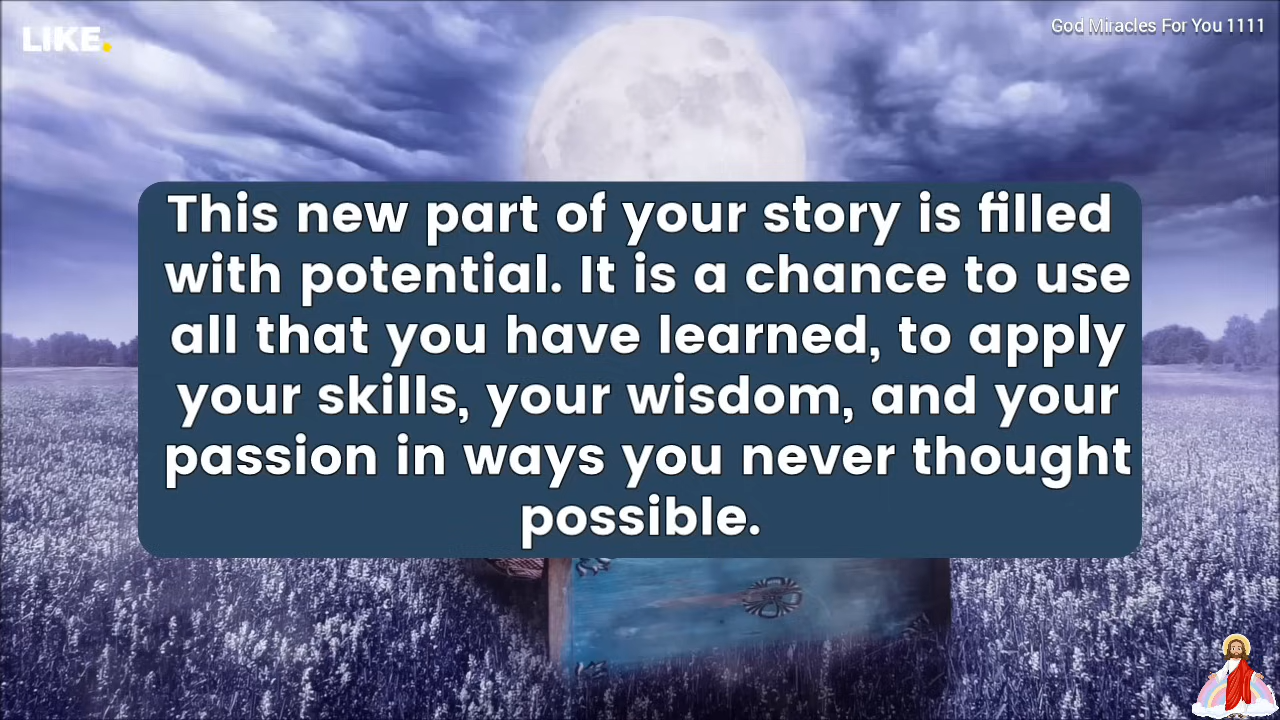 LIKE.
God Miracles For You 1111
This new part of your story is filled
with potential. It is a chance to use
all that you have learned, to apply
your skills, your wisdom, and your
passion in ways you never thought
possible.